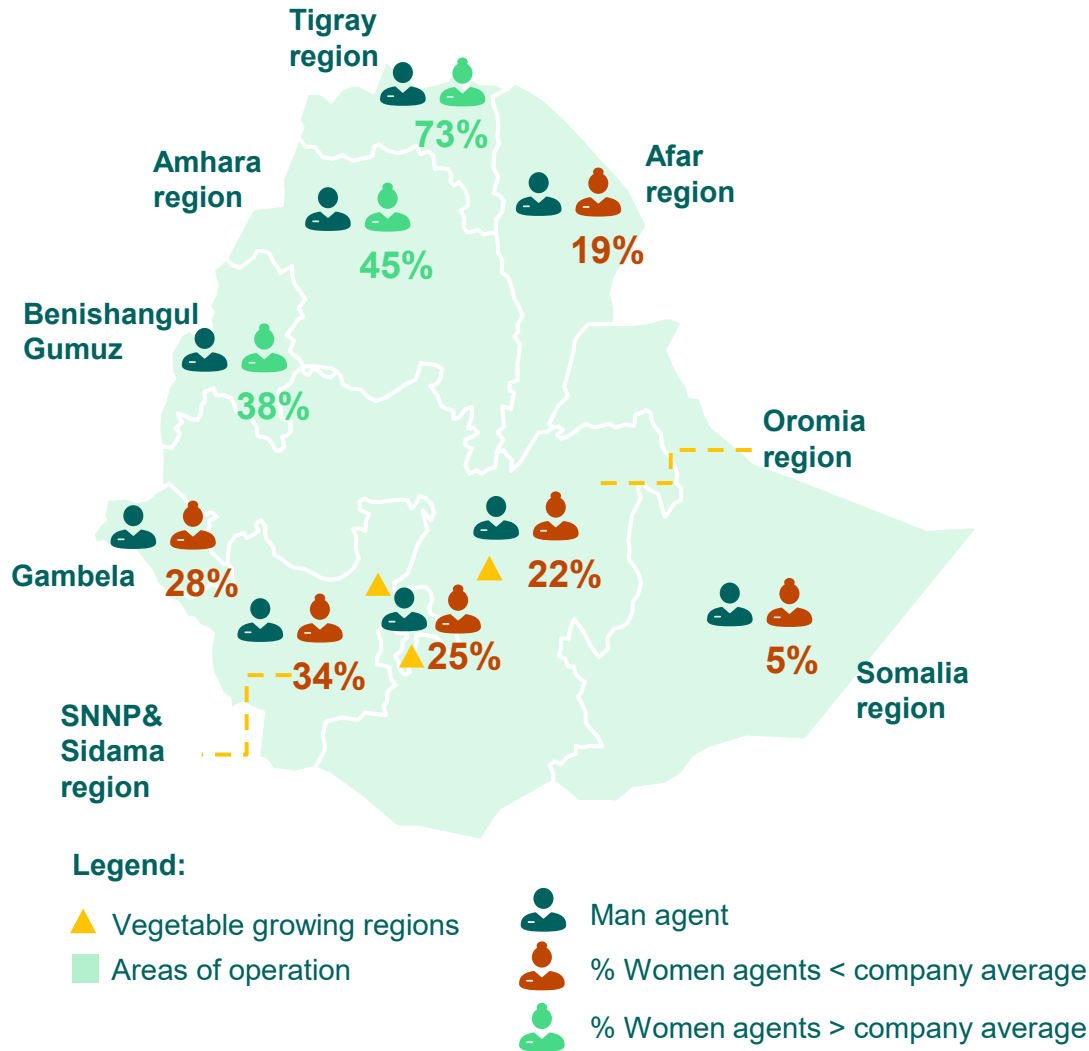 Tigray
region
73%
Amhara
region
45%
Afar
region
19%
Benishangul
Gumuz
38%
Oromia
region
22%
Gambela
28%
25%
34%
5%
Somalia
region
SNNP&
Sidama
region
Legend:
Vegetable growing regions
Areas of operation
Man agent
% Women agents < company average
% Women agents > company average